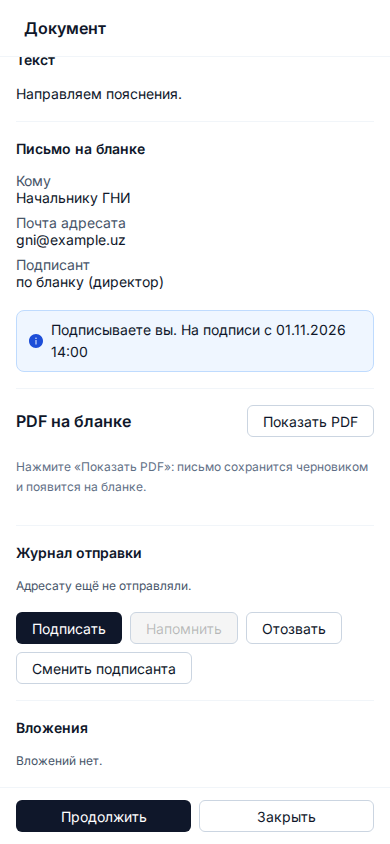 Документ
Текст
Направляем пояснения.
Письмо на бланке
Кому
Начальнику ГНИ
Почта адресата
gni@example.uz
Подписант
по бланку (директор)
Подписываете вы. На подписи с 01.11.2026
14:00
PDF на бланке
Показать PDF
Нажмите «Показать PDF»: письмо сохранится черновиком
и появится на бланке.
Журнал отправки
Адресату ещё не отправляли.
Подписать
Напомнить
Отозвать
Сменить подписанта
Вложения
Вложений нет.
Продолжить
Закрыть